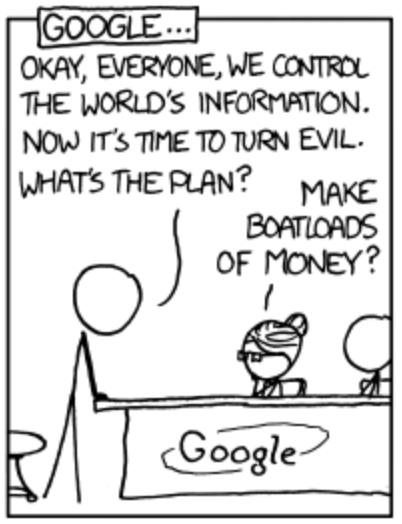 GOOGLE...
OKAY, EVERYONE, WE CONTROL
THE WORLD'S INFORMATION.
NOW IT'S TIME TO TURN EVIL.
WHAT'S THE PLAN?
MAKE
BOATLOADS
OF MONEY?
Google